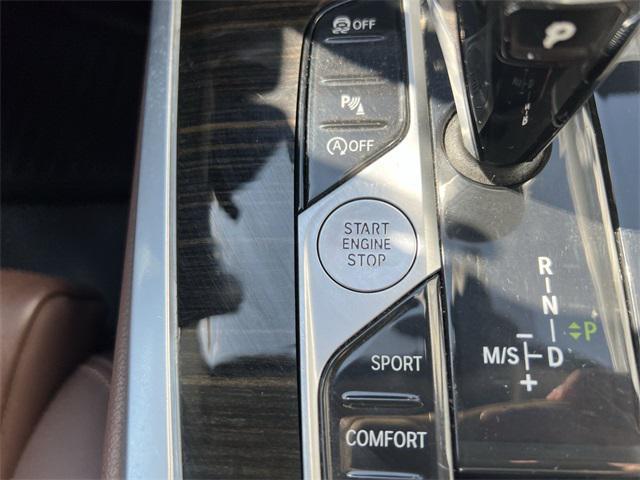 OFF
P
A OFF
START
ENGINE
STOP
SPORT
COMFORT
R
N
P
M/S
D
−
+